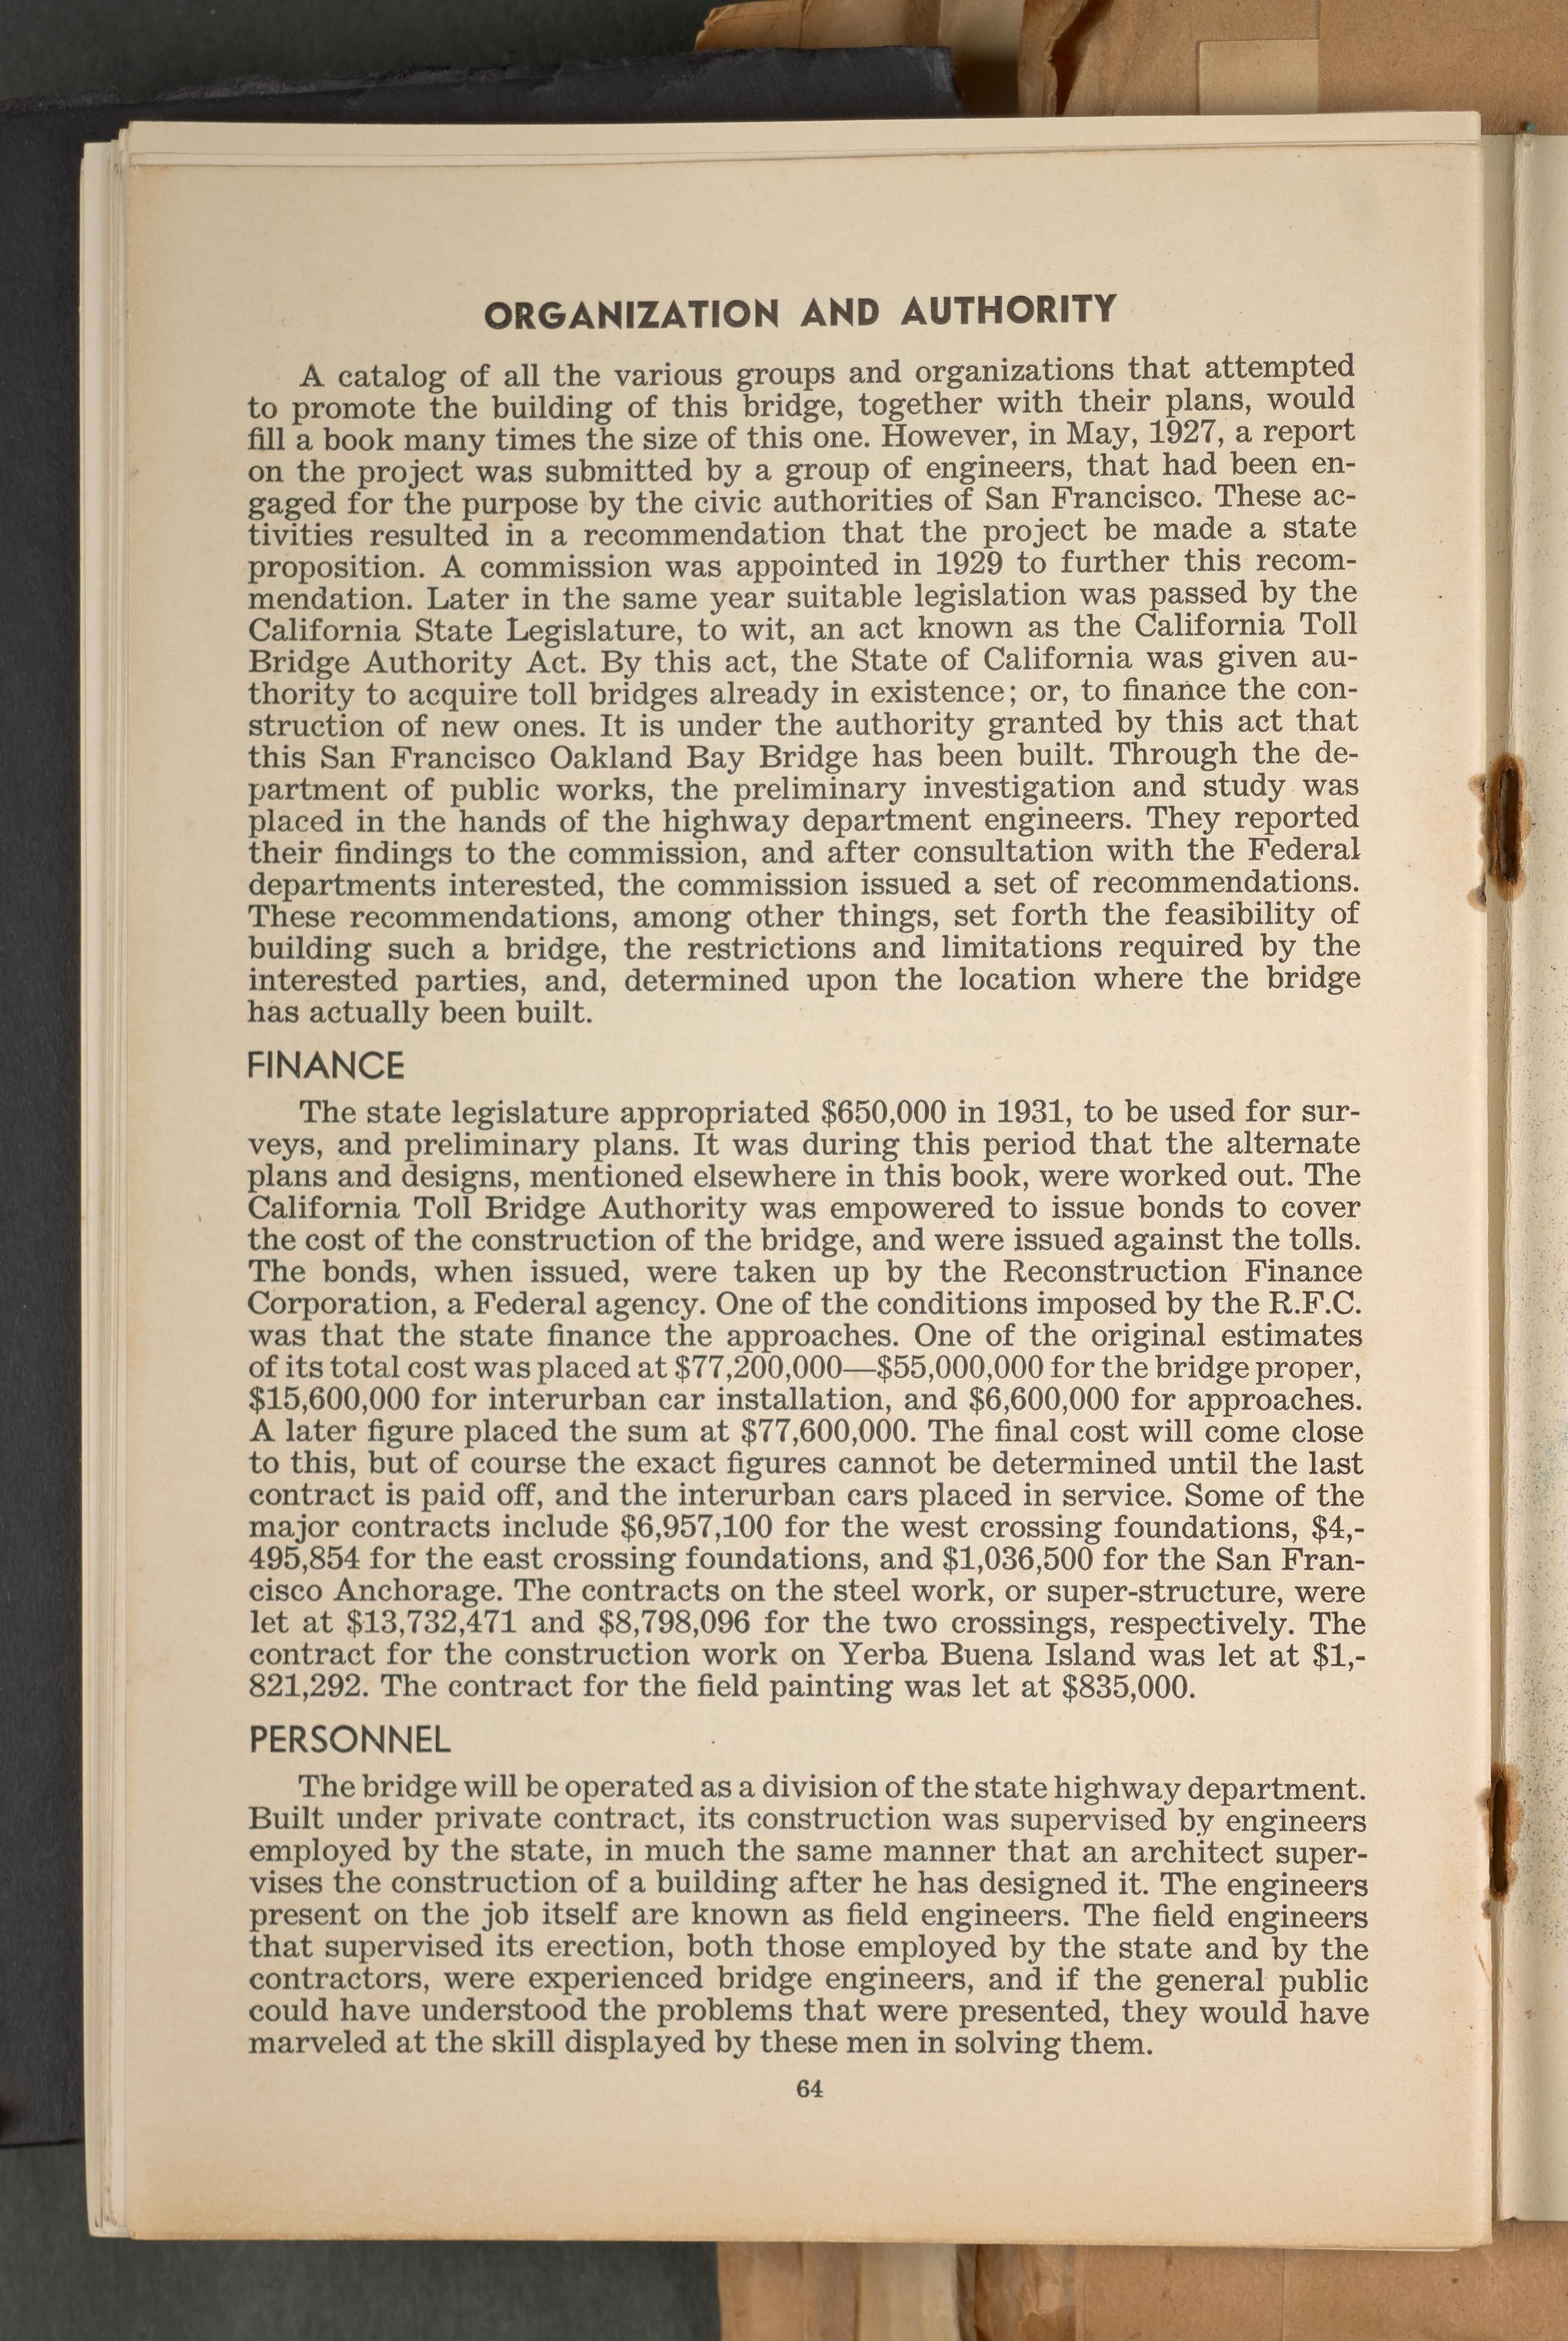 ORGANIZATION AND AUTHORITY
A catalog of all the various groups and organizations that attempted
to promote the building of this bridge, together with their plans, would
fill a book many times the size of this one. However, in May, 1927, a report
on the project was submitted by a group of engineers, that had been en-
gaged for the purpose by the civic authorities of San Francisco. These ac-
tivities resulted in a recommendation that the project be made a state
proposition. A commission was appointed in 1929 to further this recom-
mendation. Later in the same year suitable legislation was passed by the
California State Legislature, to wit, an act known as the California Toll
Bridge Authority Act. By this act, the State of California was given au-
thority to acquire toll bridges already in existence; or, to finance the con-
struction of new ones. It is under the authority granted by this act that
this San Francisco Oakland Bay Bridge has been built. Through the de-
partment of public works, the preliminary investigation and study was
placed in the hands of the highway department engineers. They reported
their findings to the commission, and after consultation with the Federal
departments interested, the commission issued a set of recommendations.
These recommendations, among other things, set forth the feasibility of
building such a bridge, the restrictions and limitations required by the
interested parties, and, determined upon the location where the bridge
has actually been built.
FINANCE
The state legislature appropriated $650,000 in 1931, to be used for sur-
veys, and preliminary plans. It was during this period that the alternate
plans and designs, mentioned elsewhere in this book, were worked out. The
California Toll Bridge Authority was empowered to issue bonds to cover
the cost of the construction of the bridge, and were issued against the tolls.
The bonds, when issued, were taken up by the Reconstruction Finance
Corporation, a Federal agency. One of the conditions imposed by the R.F.C.
was that the state finance the approaches. One of the original estimates
of its total cost was placed at $77,200,000—$55,000,000 for the bridge proper,
$15,600,000 for interurban car installation, and $6,600,000 for approaches.
A later figure placed the sum at $77,600,000. The final cost will come close
to this, but of course the exact figures cannot be determined until the last
contract is paid off, and the interurban cars placed in service. Some of the
major contracts include $6,957,100 for the west crossing foundations, $4,-
495,854 for the east crossing foundations, and $1,036,500 for the San Fran-
cisco Anchorage. The contracts on the steel work, or super-structure, were
let at $13,732,471 and $8,798,096 for the two crossings, respectively. The
contract for the construction work on Yerba Buena Island was let at $1,-
821,292. The contract for the field painting was let at $835,000.
PERSONNEL
The bridge will be operated as a division of the state highway department.
Built under private contract, its construction was supervised by engineers
employed by the state, in much the same manner that an architect super-
vises the construction of a building after he has designed it. The engineers
present on the job itself are known as field engineers. The field engineers
that supervised its erection, both those employed by the state and by the
contractors, were experienced bridge engineers, and if the general public
could have understood the problems that were presented, they would have
marveled at the skill displayed by these men in solving them.
64